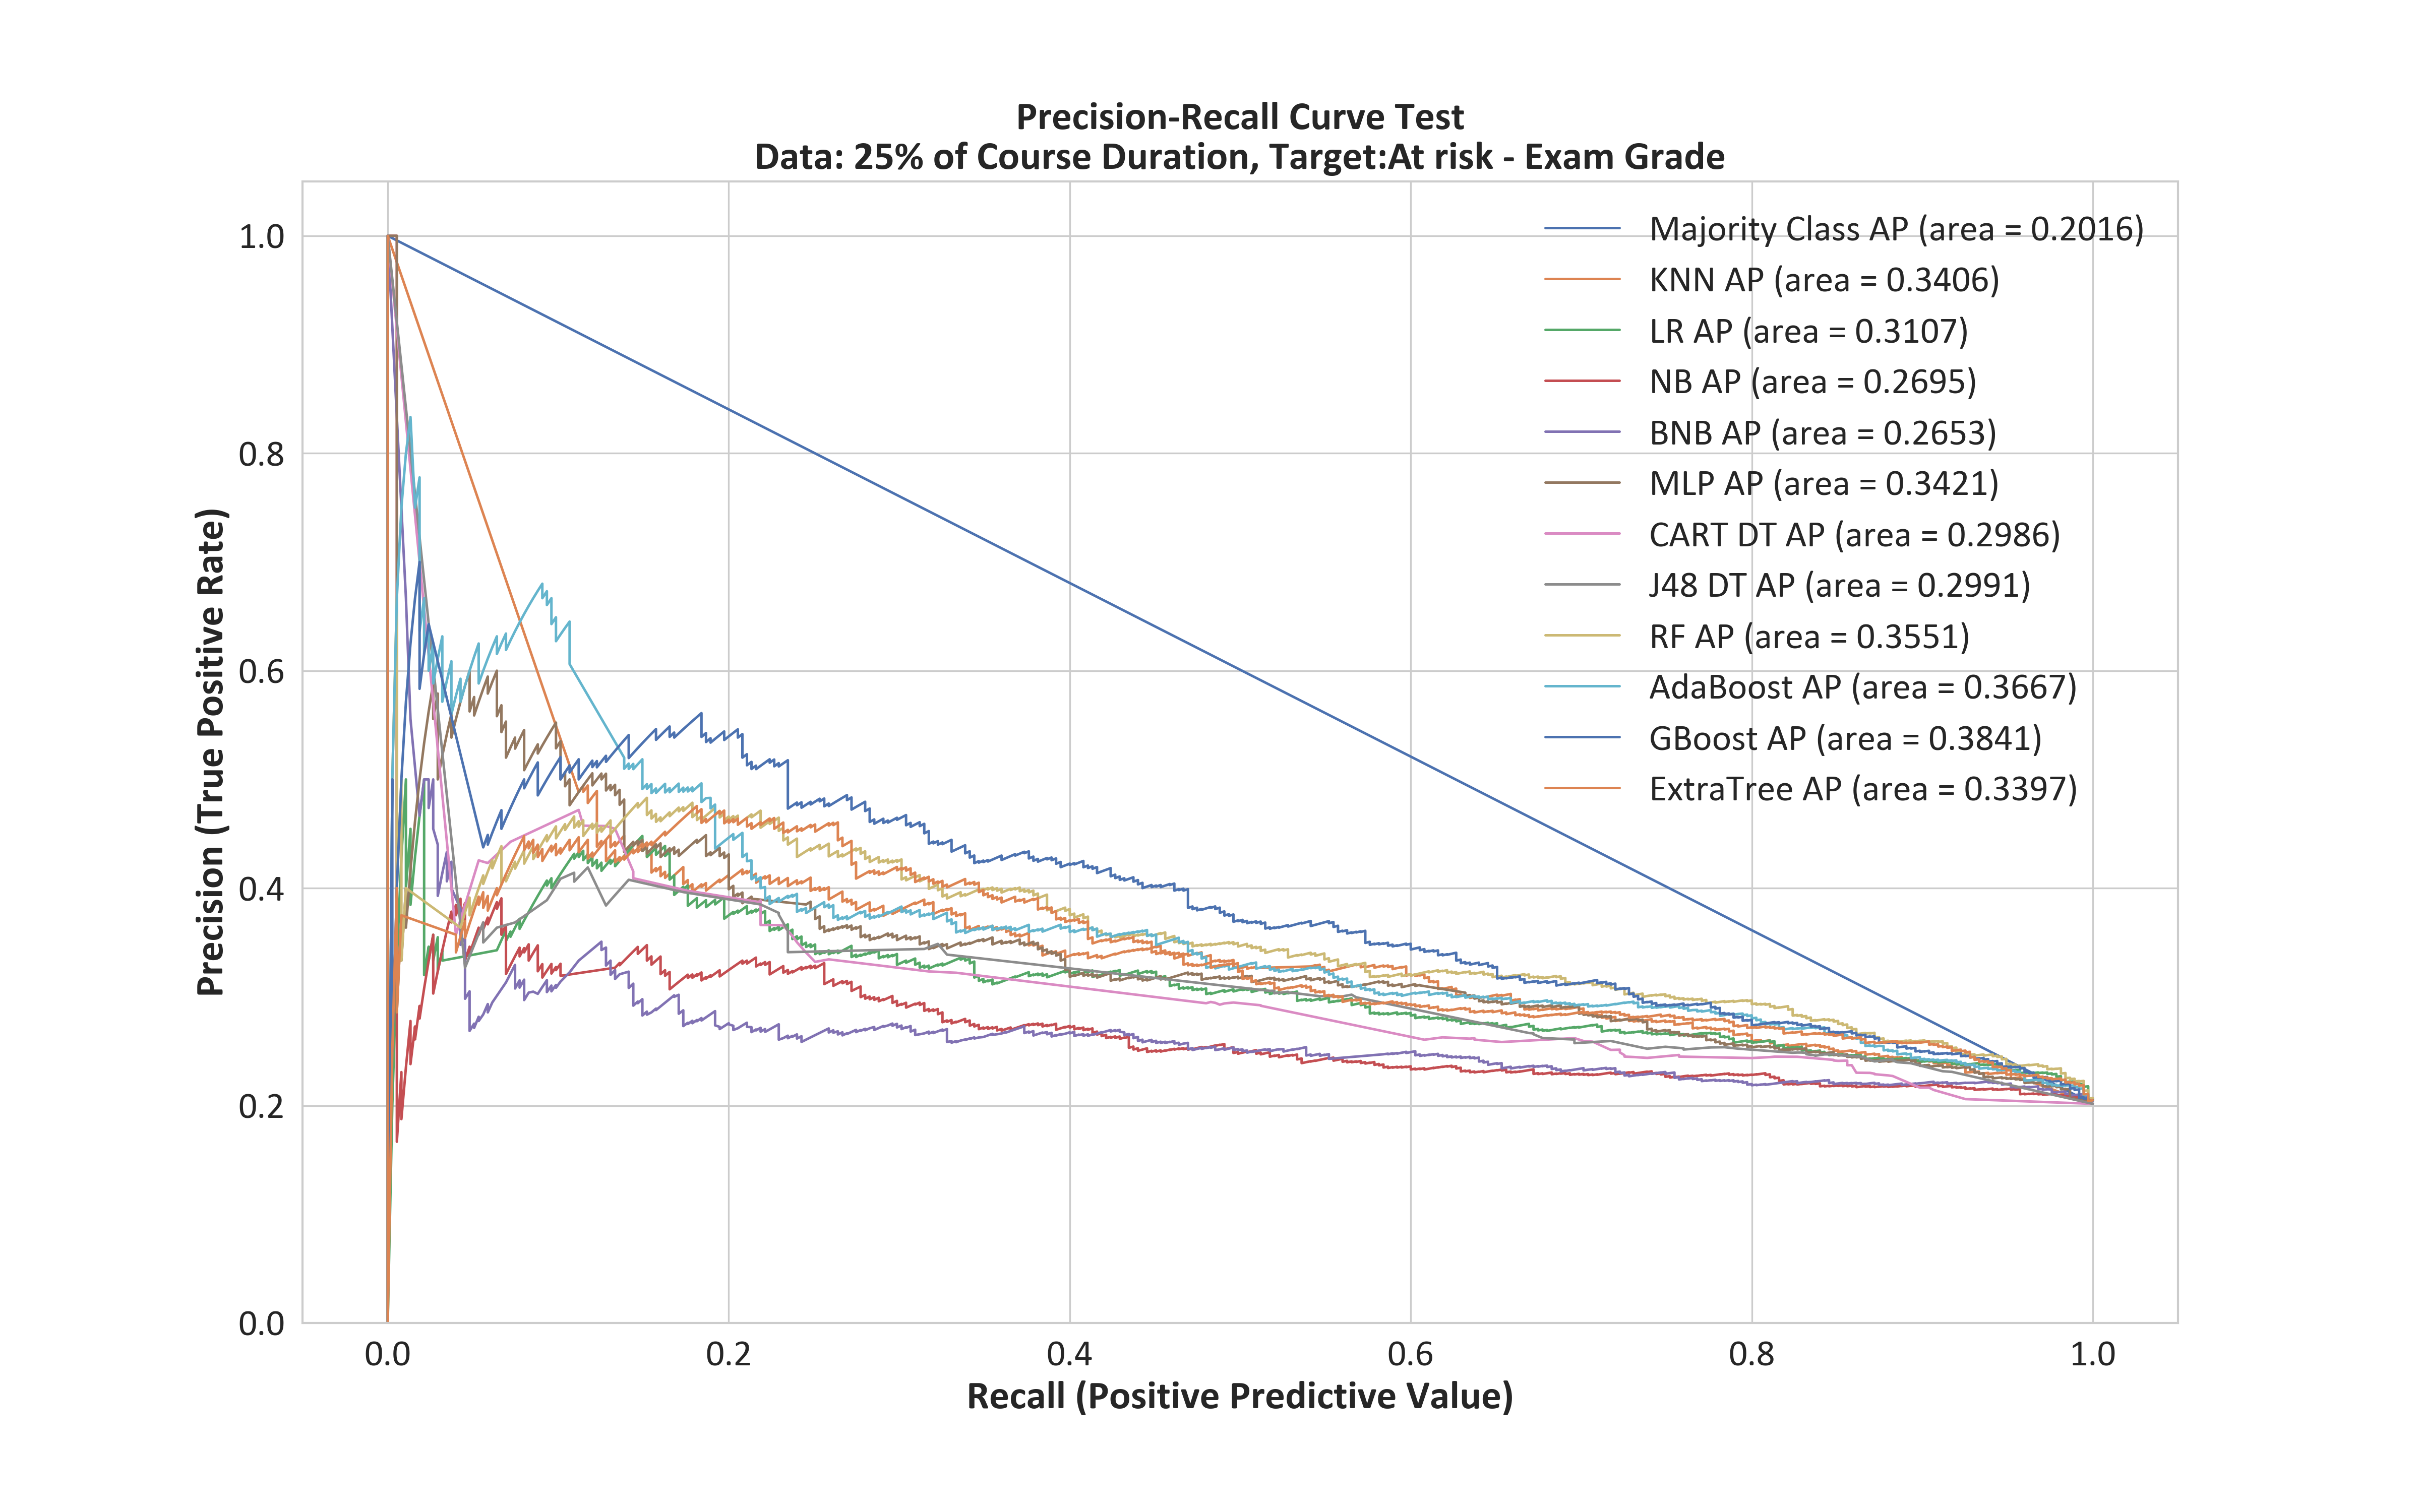 Precision-Recall Curve Test
Data: 25% of Course Duration, Target:At risk - Exam Grade
Majority Class AP (area = 0.2016)
KNN AP (area = 0.3406)
LR AP (area = 0.3107)
NB AP (area = 0.2695)
BNB AP (area = 0.2653)
MLP AP (area = 0.3421)
CART DT AP (area = 0.2986)
J48 DT AP (area = 0.2991)
RF AP (area = 0.3551)
AdaBoost AP (area = 0.3667)
GBoost AP (area = 0.3841)
ExtraTree AP (area = 0.3397)
Precision (True Positive Rate)
1.0
0.8
0.6
0.4
0.2
0.0
0.0 0.2 0.4 0.6 0.8 1.0
Recall (Positive Predictive Value)